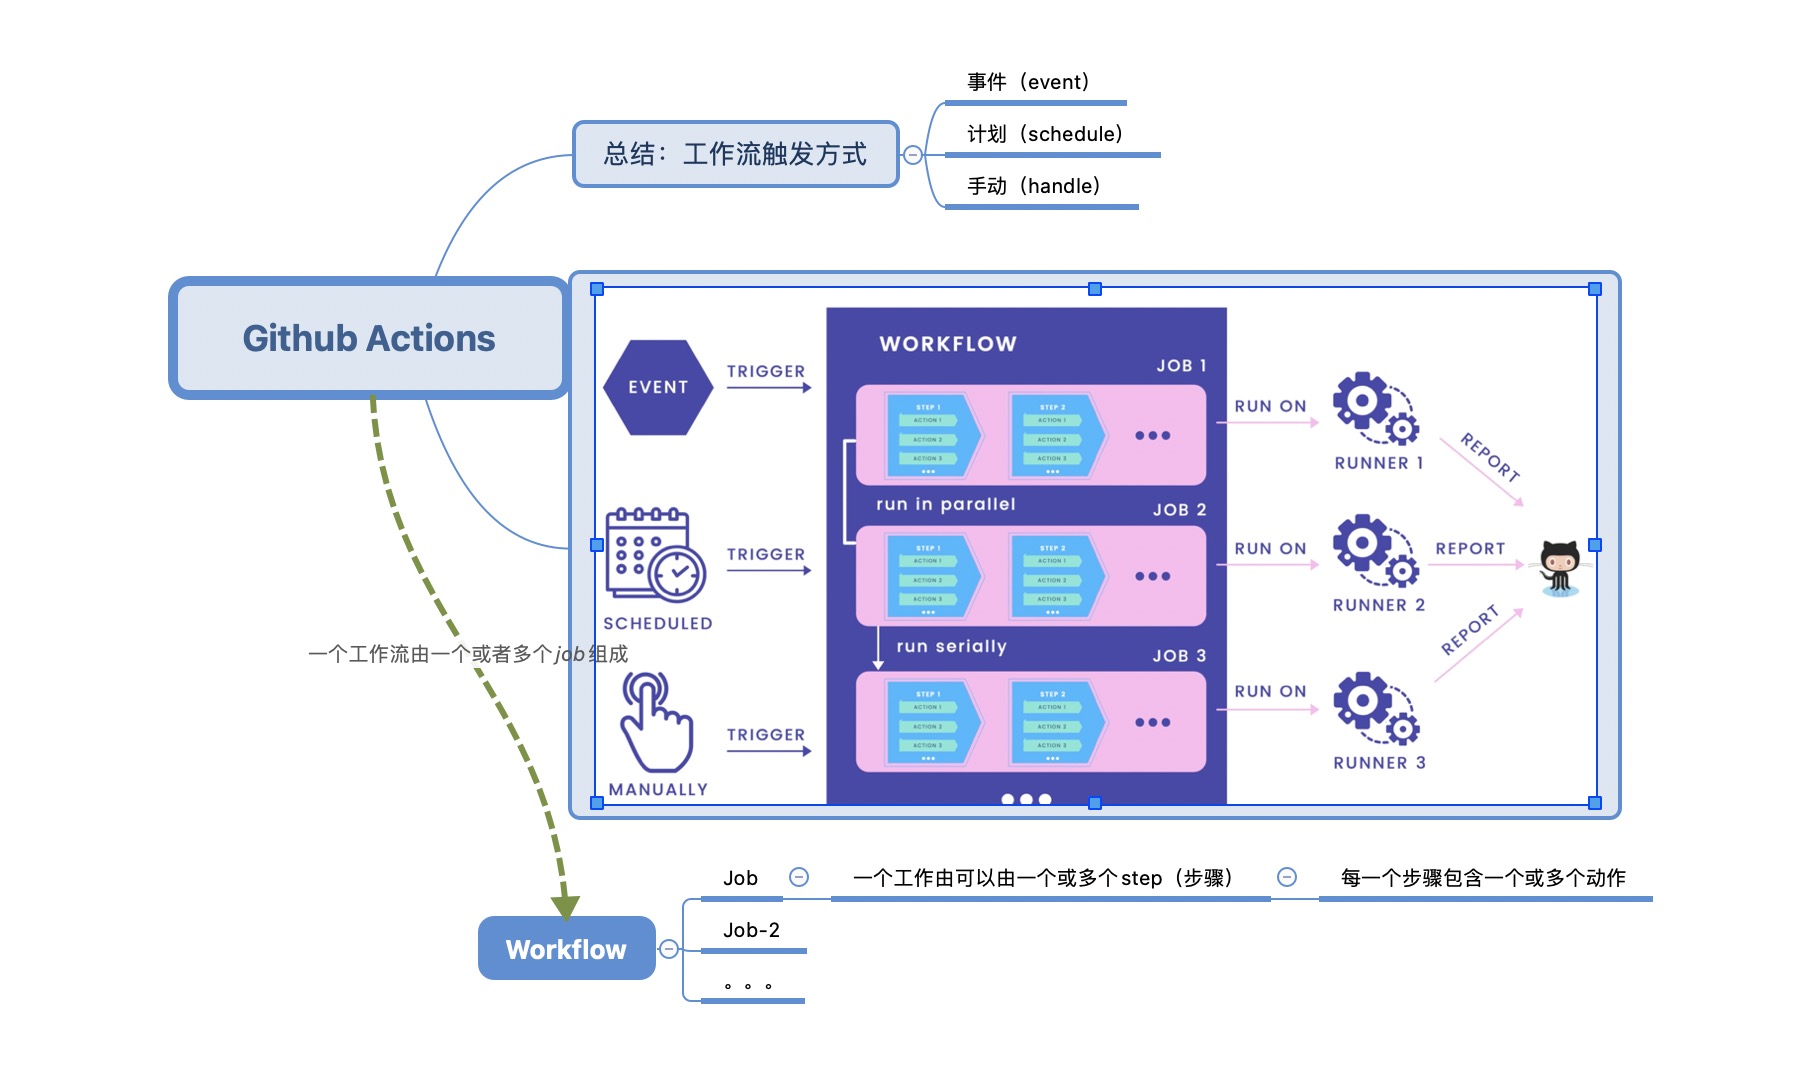 事件（event）
总结：工作流触发方式
计划（schedule）
手动（handle）
Github Actions
WORKFLOW
EVENT
TRIGGER
JOB 1
STEP 1
ACTION 1
ACTION 2
ACTION 3
STEP 2
ACTION 1
ACTION 2
ACTION 3
RUN ON
RUNNER 1
REPORT
run in parallel
JOB 2
SCHEDULED
TRIGGER
STEP 1
ACTION 1
ACTION 2
ACTION 3
STEP 2
ACTION 1
ACTION 2
ACTION 3
RUN ON
RUNNER 2
REPORT
run serially
JOB 3
一个工作流由一个或者多个job组成
MANUALLY
TRIGGER
STEP 1
ACTION 1
ACTION 2
ACTION 3
STEP 2
ACTION 1
ACTION 2
ACTION 3
RUN ON
RUNNER 3
REPORT
Job
一个工作由可以由一个或多个step（步骤）
每一个步骤包含一个或多个动作
Workflow
Job-2
。。。